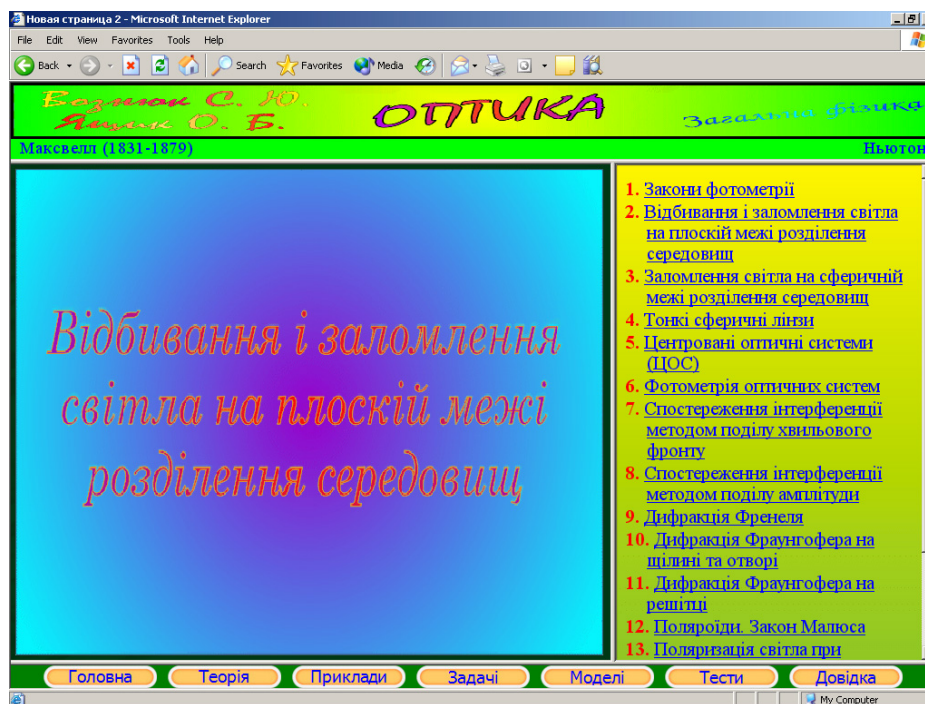 Новая страница 2 - Microsoft Internet Explorer
File Edit View Favorites Tools Help
Back Search Favorites Media
Возняк С. Ю.
Ящук О. Б.
ОПТИКА
Загальна фізика
Максвелл (1831-1879)
Ньютон
Відбивання і заломлення
світла на плоскій межі
розділення середовищ
1. Закони фотометрії
2. Відбивання і заломлення світла
на плоскій межі розділення
середовищ
3. Заломлення світла на сферичній
межі розділення середовищ
4. Тонкі сферичні лінзи
5. Центровані оптичні системи
(ЦОС)
6. Фотометрія оптичних систем
7. Спостереження інтерференції
методом поділу хвильового
фронту
8. Спостереження інтерференції
методом поділу амплітуди
9. Дифракція Френеля
10. Дифракція Фраунгофера на
щілині та отворі
11. Дифракція Фраунгофера на
решітці
12. Поляроїди. Закон Малюса
13. Поляризація світла при
Головна Теорія Приклади Задачі Моделі Тести Довідка
My Computer